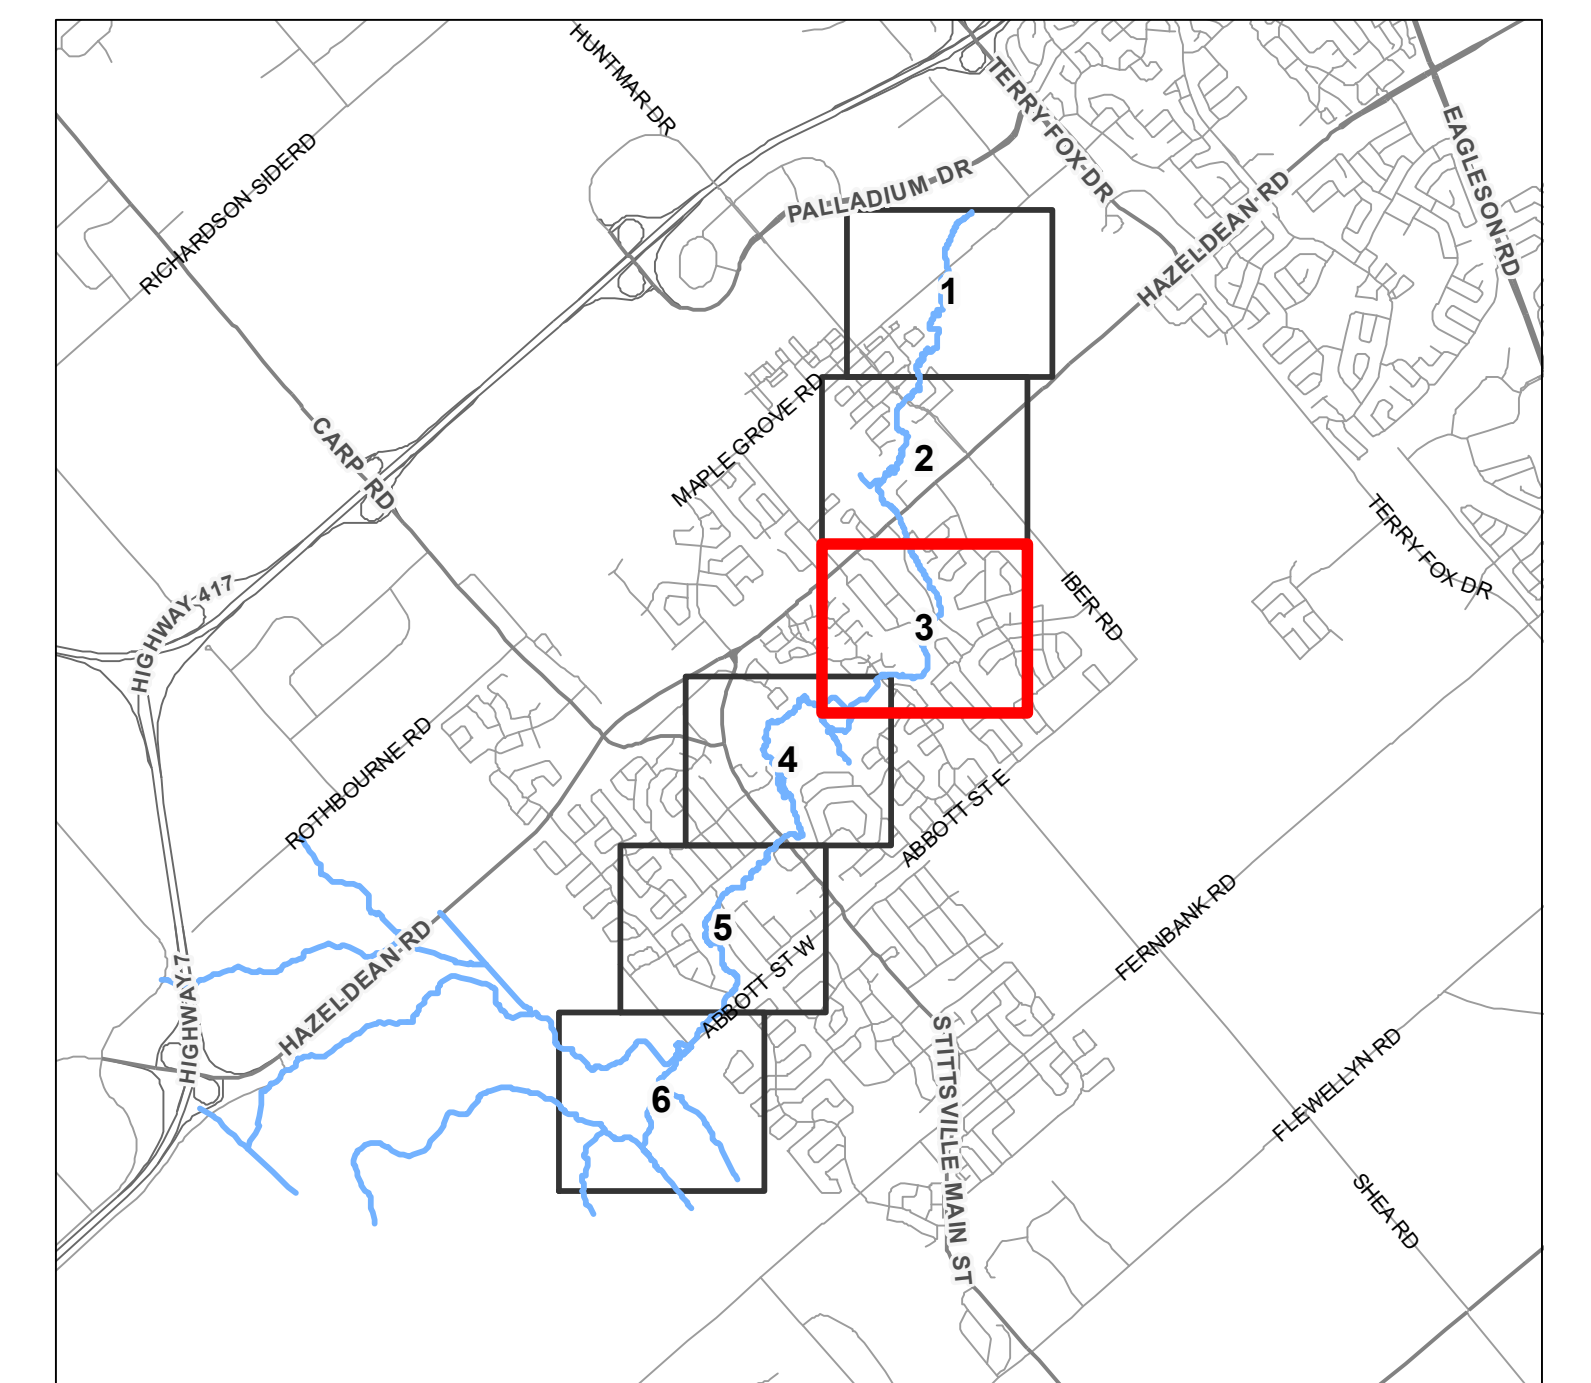 HUNTMAR DR
TERRY FOX DR
EAGLESON RD
RICHARDSON SIDERD
PALLADIUM DR
HAZELDEAN RD
1
MAPLE GROVE RD
CARP RD
2
TERRY FOX DR
HIGHWAY 417
IBER RD
3
ROTHBOURNE RD
4
ABBOTT ST E
FERNBANK RD
5
ABBOTT ST W
HAZELDEAN RD
HIGHWAY 7
STITTSVILLE MAIN ST
FLEWELLYN RD
6
SHEA RD